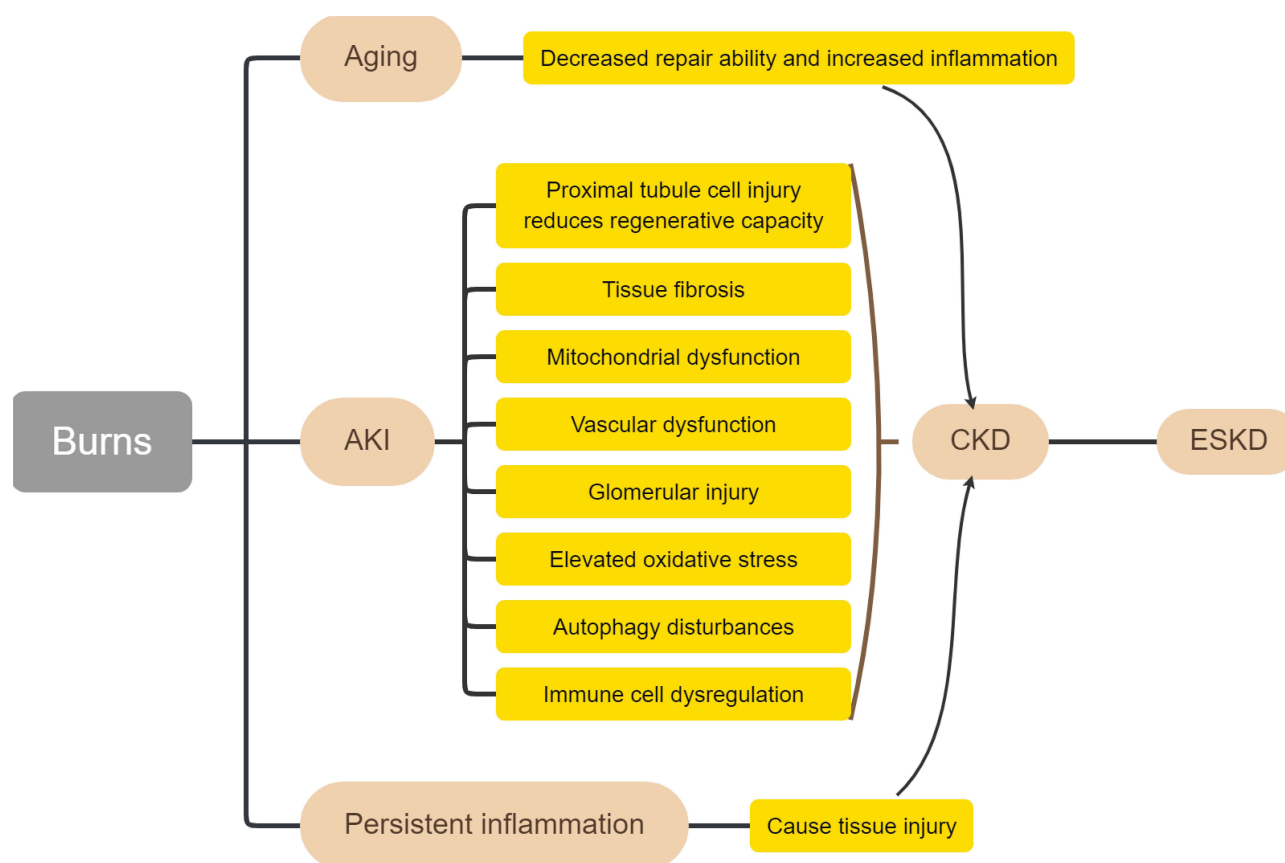 Burns
Aging
Decreased repair ability and increased inflammation
AKI
Proximal tubule cell injury
reduces regenerative capacity
Tissue fibrosis
Mitochondrial dysfunction
Vascular dysfunction
Glomerular injury
Elevated oxidative stress
Autophagy disturbances
Immune cell dysregulation
Persistent inflammation
Cause tissue injury
CKD
ESKD